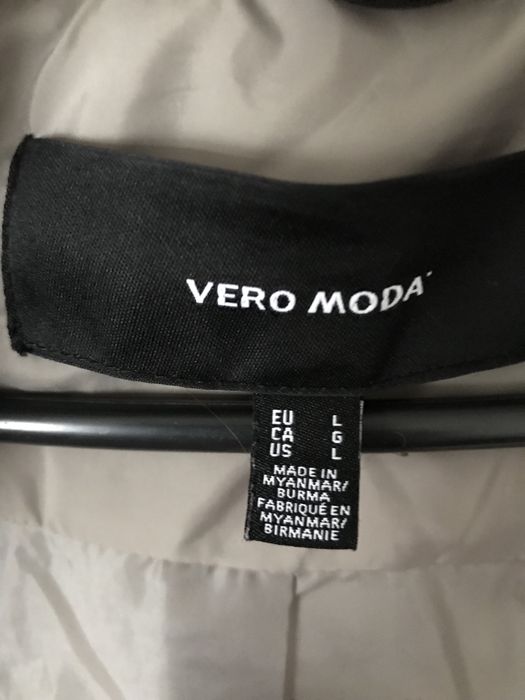 VERO MODA
EU L
CA G
US L
MADE IN
MYANMAR/
BURMA
FABRIQUÉ EN
MYANMAR/
BIRMANIE